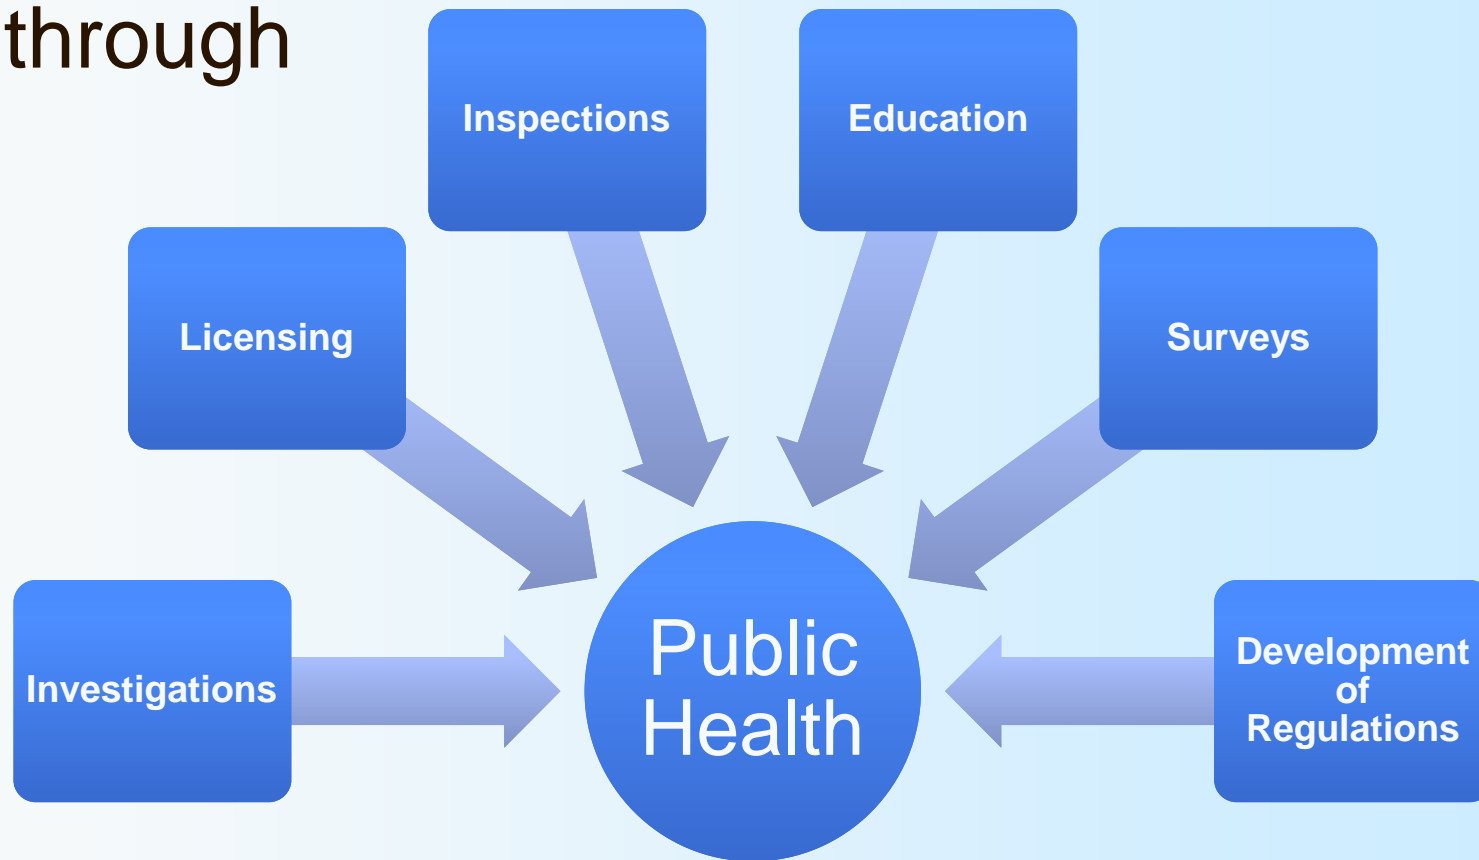 through
Inspections
Education
Licensing
Surveys
Investigations
Public
Health
Development
of
Regulations